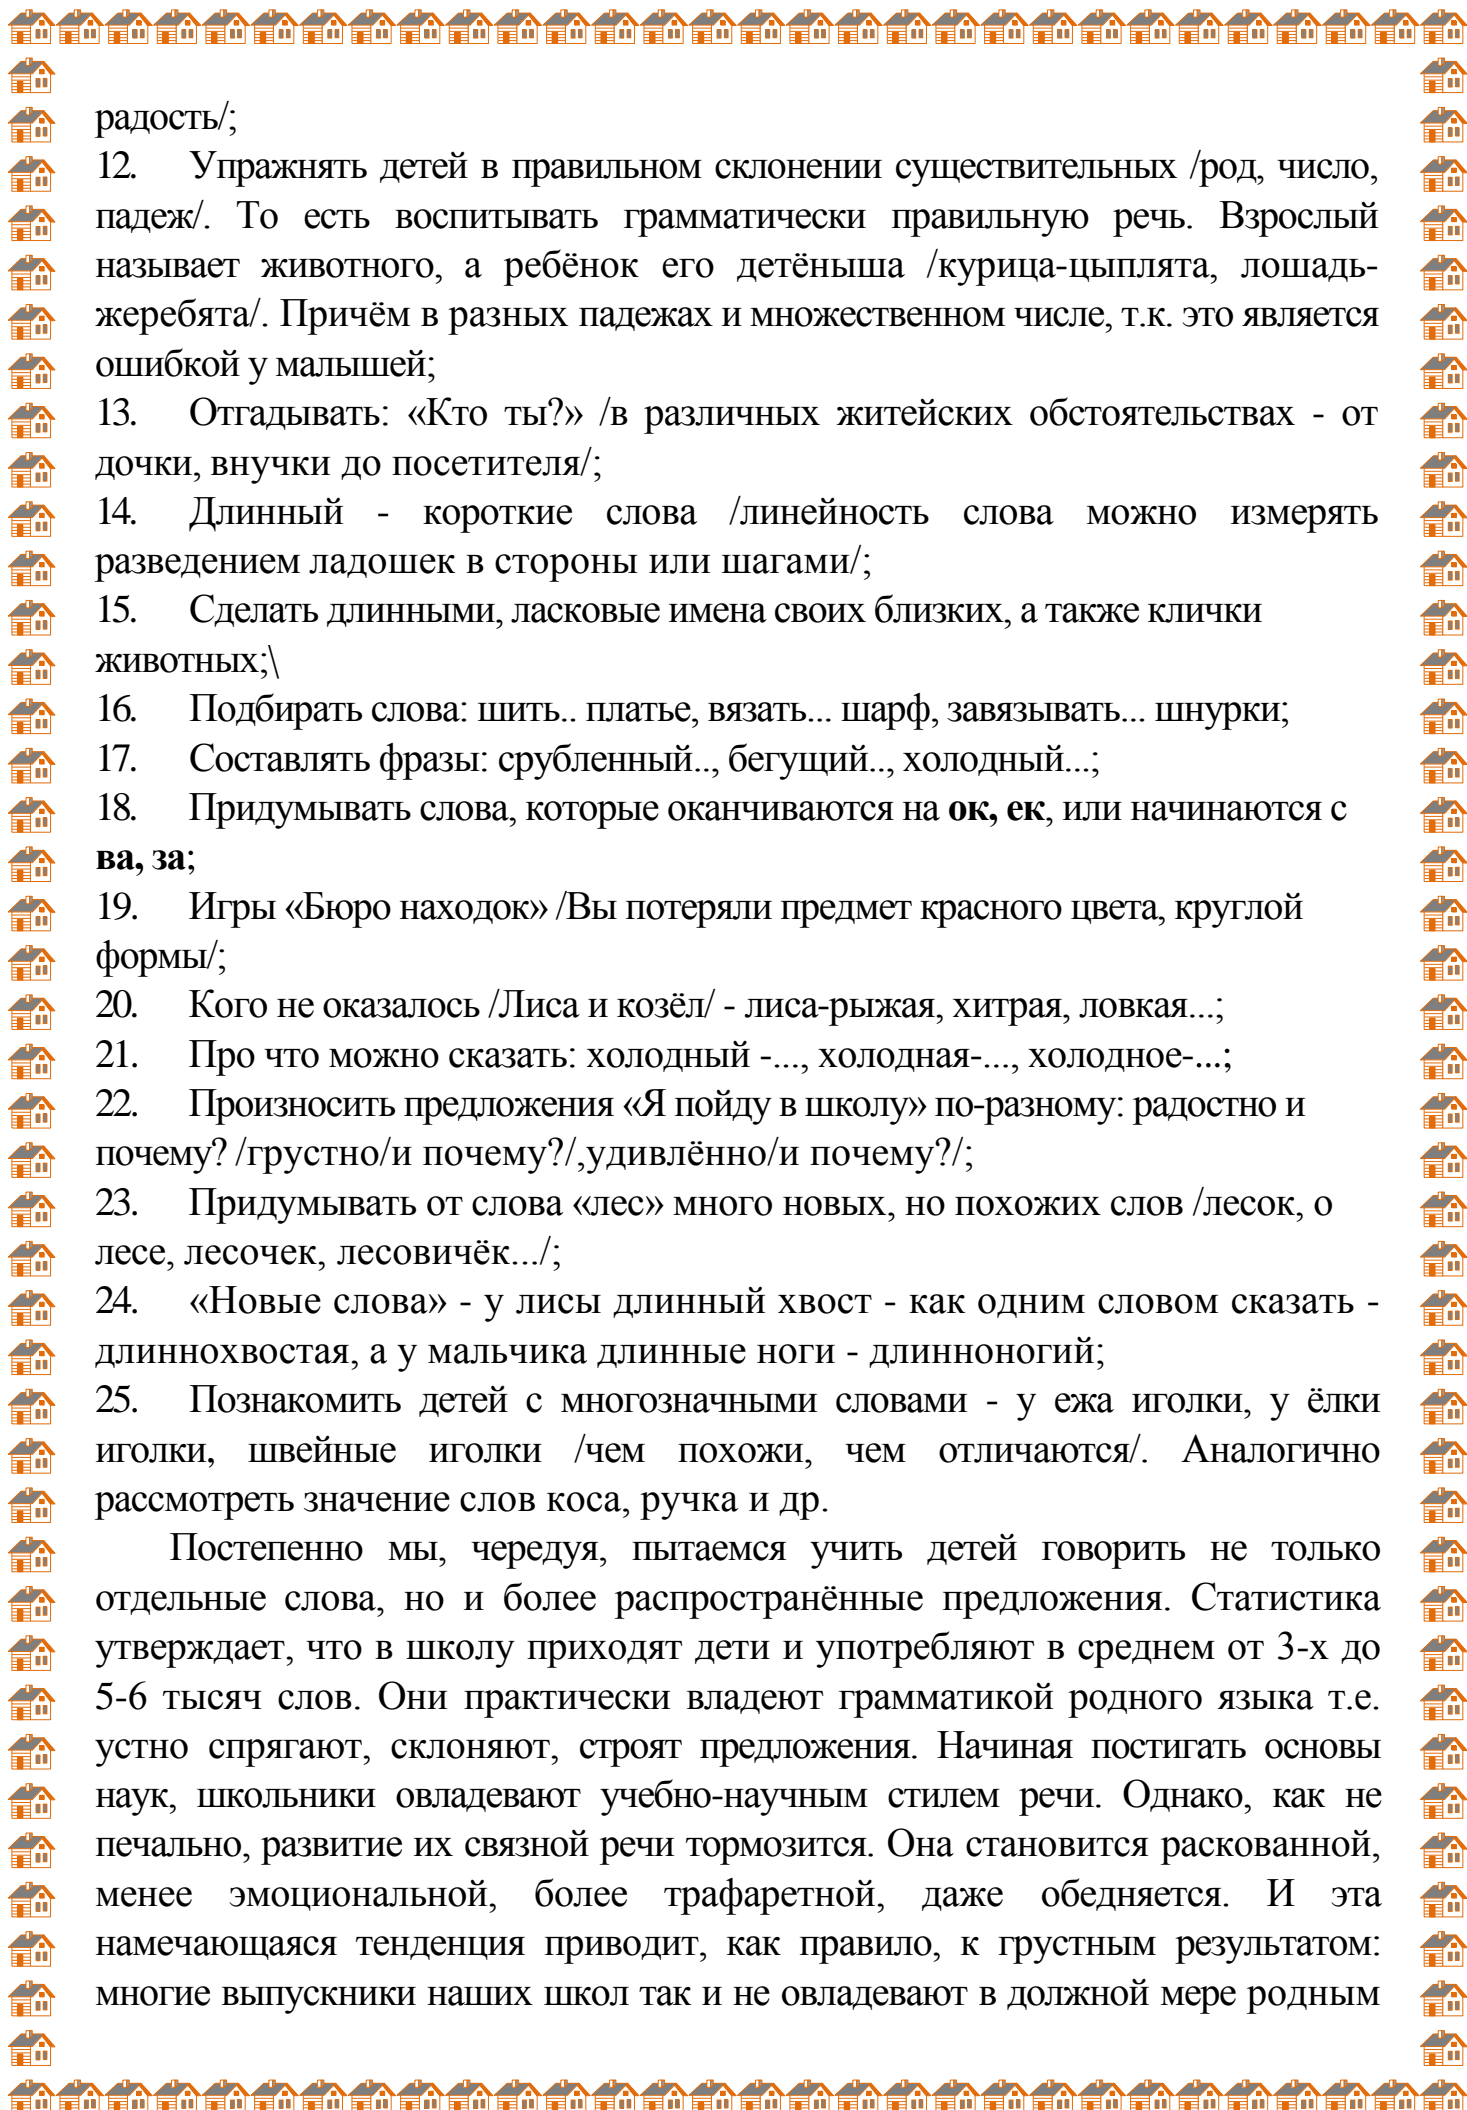 радость/;
12. Упражнять детей в правильном склонении существительных /род, число,
падеж/. То есть воспитывать грамматически правильную речь. Взрослый
называет животного, а ребёнок его детёныша /курица-цыплята, лошадь-
жеребята/. Причём в разных падежах и множественном числе, т.к. это является
ошибкой у малышей;
13. Отгадывать: «Кто ты?» /в различных житейских обстоятельствах - от
дочки, внучки до посетителя/;
14. Длинный - короткие слова /линейность слова можно измерять
разведением ладошек в стороны или шагами/;
15. Сделать длинными, ласковые имена своих близких, а также клички
животных;\
16. Подбирать слова: шить.. платье, вязать... шарф, завязывать... шнурки;
17. Составлять фразы: срубленный.., бегущий.., холодный...;
18. Придумывать слова, которые оканчиваются на ок, ек, или начинаются с
ва, за;
19. Игры «Бюро находок» /Вы потеряли предмет красного цвета, круглой
формы/;
20. Кого не оказалось /Лиса и козёл/ - лиса-рыжая, хитрая, ловкая...;
21. Про что можно сказать: холодный -..., холодная-..., холодное-...;
22. Произносить предложения «Я пойду в школу» по-разному: радостно и
почему? /грустно/и почему?/,удивлённо/и почему?/;
23. Придумывать от слова «лес» много новых, но похожих слов /лесок, о
лесе, лесочек, лесовичёк.../;
24. «Новые слова» - у лисы длинный хвост - как одним словом сказать -
длиннохвостая, а у мальчика длинные ноги - длинноногий;
25. Познакомить детей с многозначными словами - у ежа иголки, у ёлки
иголки, швейные иголки /чем похожи, чем отличаются/. Аналогично
рассмотреть значение слов коса, ручка и др.
Постепенно мы, чередуя, пытаемся учить детей говорить не только
отдельные слова, но и более распространённые предложения. Статистика
утверждает, что в школу приходят дети и употребляют в среднем от 3-х до
5-6 тысяч слов. Они практически владеют грамматикой родного языка т.е.
устно спрягают, склоняют, строят предложения. Начиная постигать основы
наук, школьники овладевают учебно-научным стилем речи. Однако, как не
печально, развитие их связной речи тормозится. Она становится раскованной,
менее эмоциональной, более трафаретной, даже обедняется. И эта
намечающаяся тенденция приводит, как правило, к грустным результатом:
многие выпускники наших школ так и не овладевают в должной мере родным